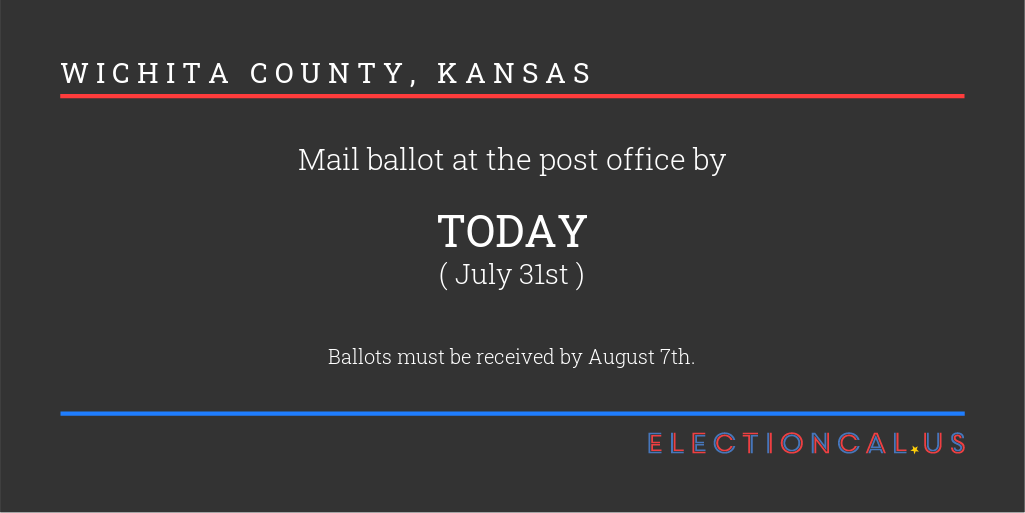 WICHITA COUNTY, KANSAS
Mail ballot at the post office by
TODAY
( July 31st )
Ballots must be received by August 7th.
ELECTIONCAL.US